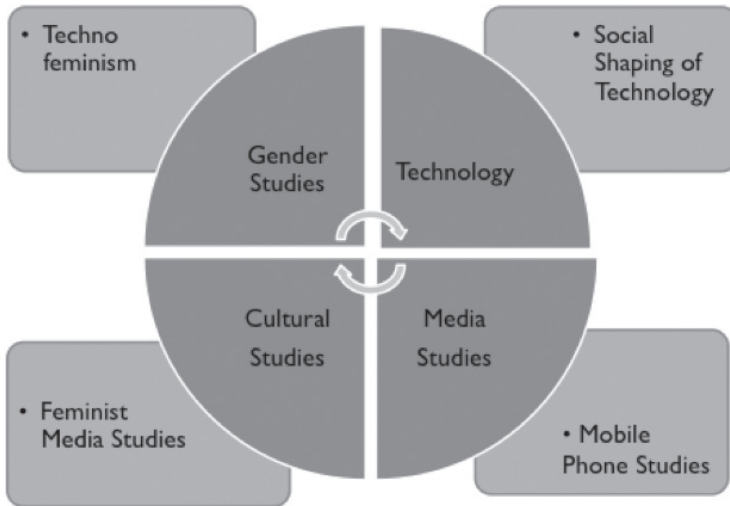 • Techno
feminism
• Social
Shaping of
Technology
Gender
Studies
Technology
Cultural
Studies
Media
Studies
• Feminist
Media Studies
• Mobile
Phone Studies